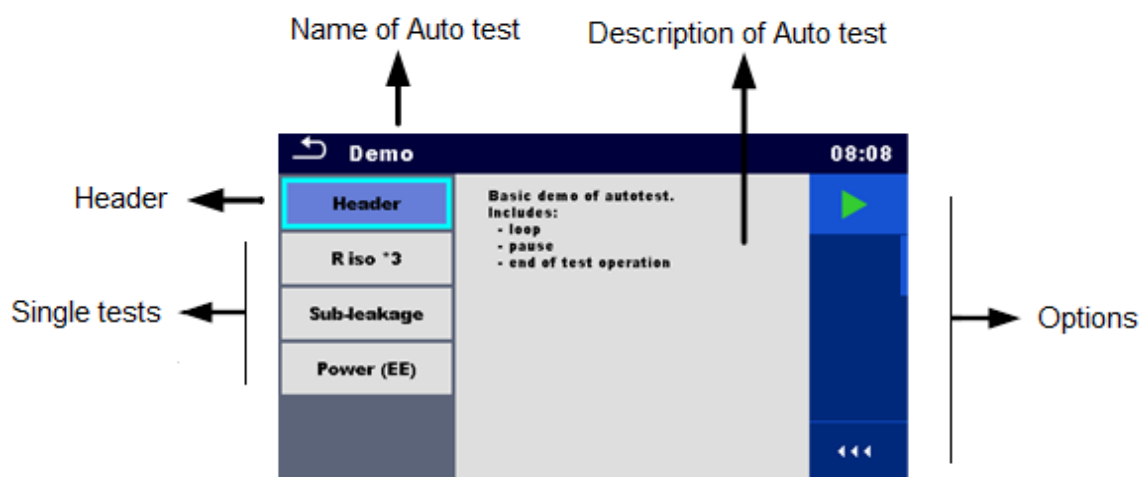 Name of Auto test
Description of Auto test
Demo
08:08
Header
Header
Basic demo of autotest.
Includes:
- loop
- pause
- end of test operation
R iso *3
Single tests
Sub-leakage
Options
Power (EE)